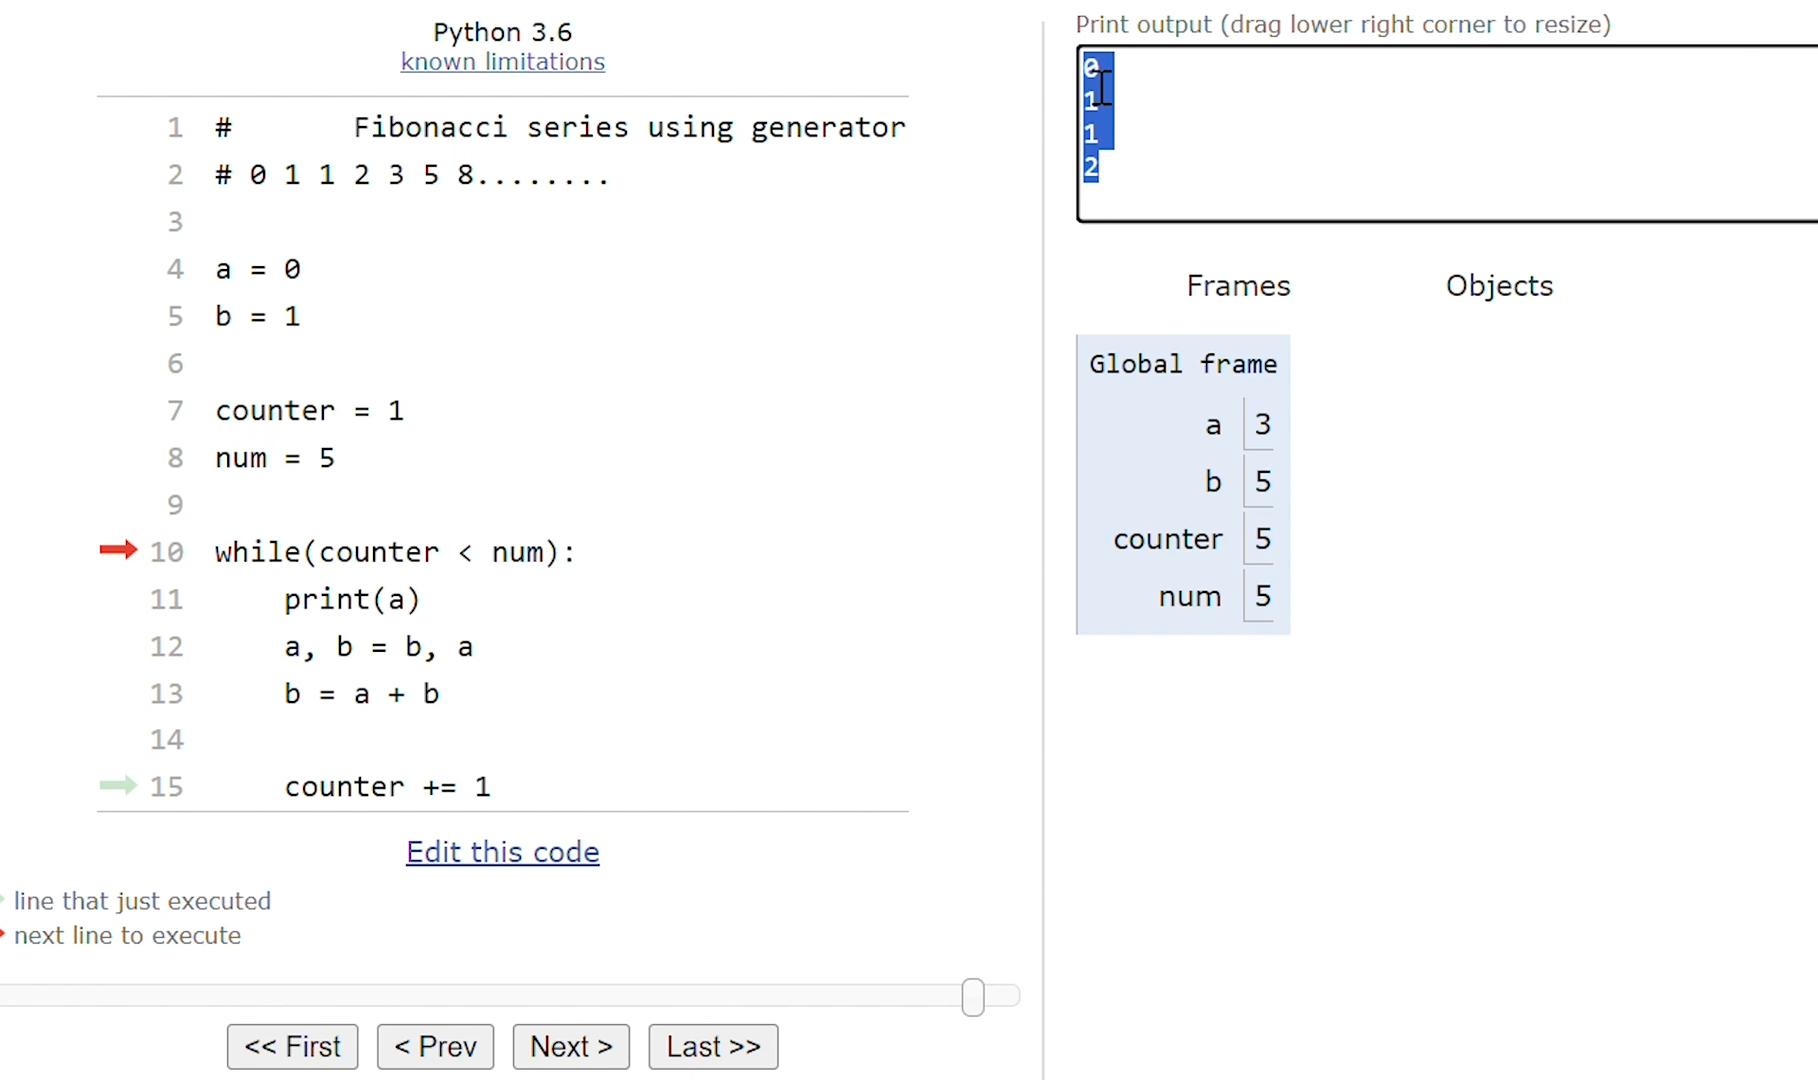 Python 3.6
known limitations
1 # Fibonacci series using generator
2 # 0 1 1 2 3 5 8........
3
4 a = 0
5 b = 1
6
7 counter = 1
8 num = 5
9
10 while(counter < num):
11 print(a)
12 a, b = b, a
13 b = a + b
14
15 counter += 1
Edit this code
line that just executed
next line to execute
<< First < Prev Next > Last >>
Print output (drag lower right corner to resize)
0
1
1
2
Frames Objects
Global frame
a 3
b 5
counter 5
num 5